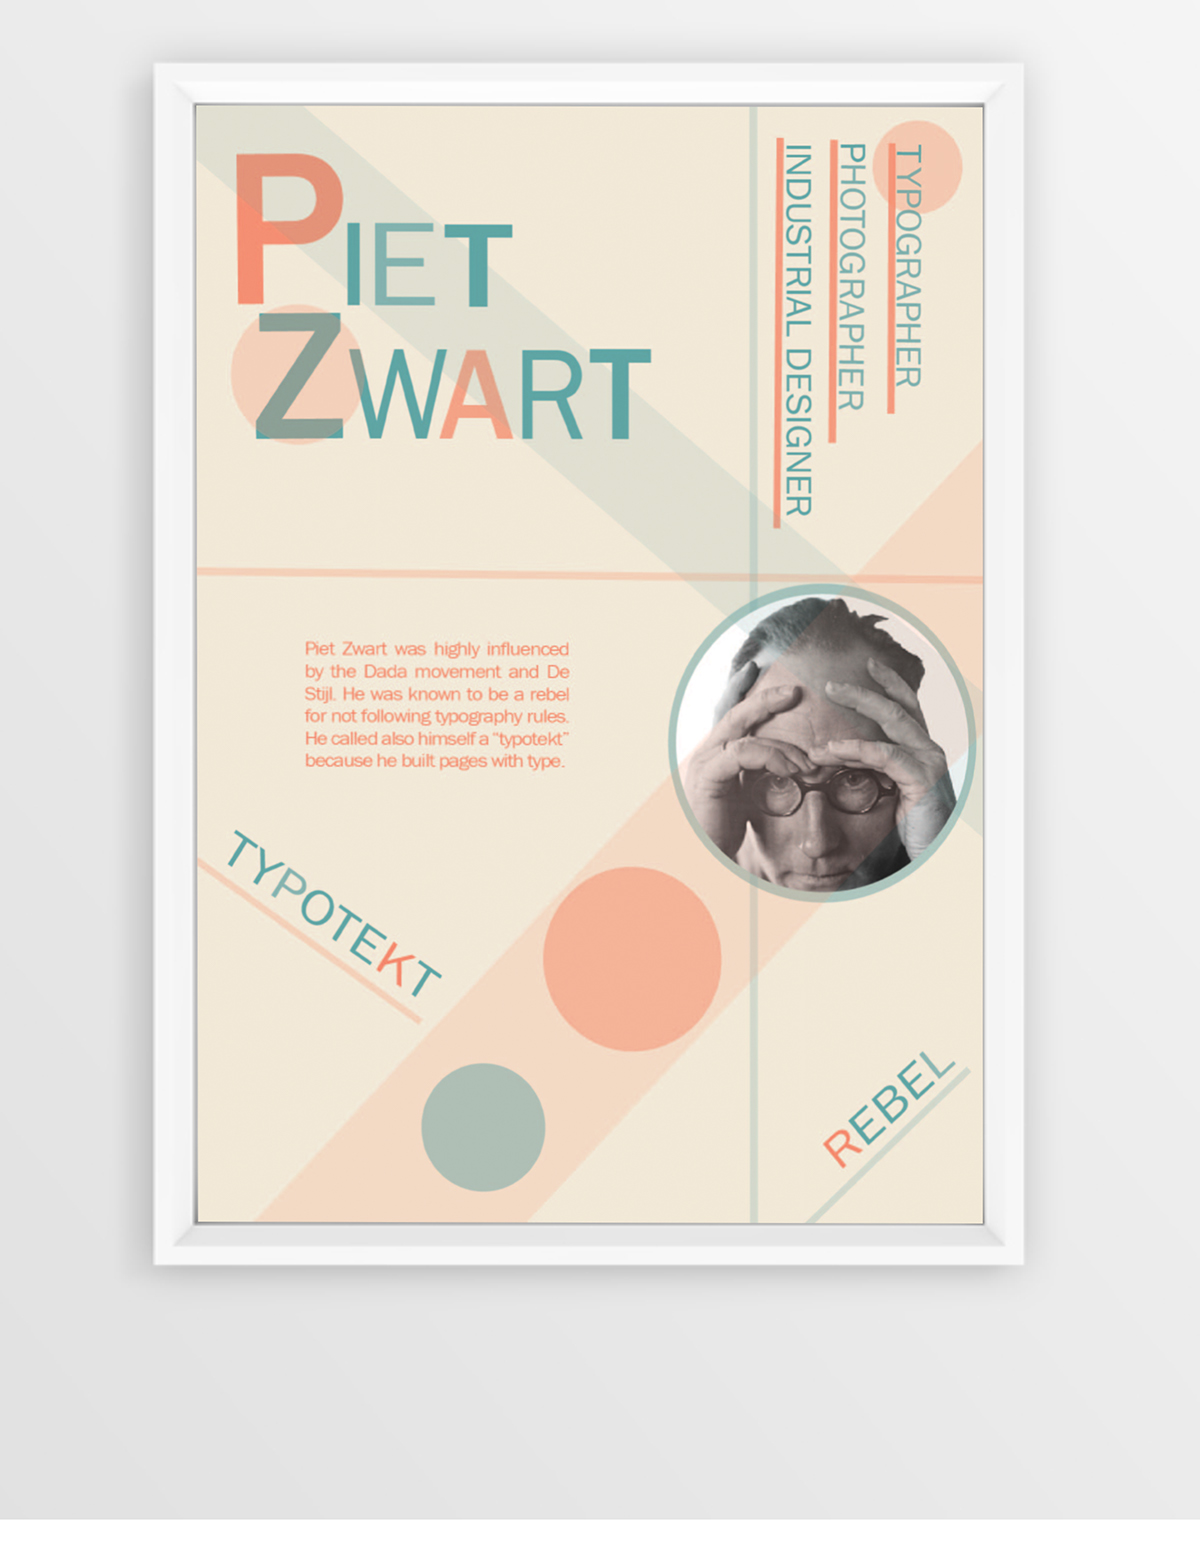 PIET
ZWART
TYPOGRAPHER
PHOTOGRAPHER
INDUSTRIAL DESIGNER
Piet Zwart was highly influenced
by the Dada movement and De
Stijl. He was known to be a rebel
for not following typography rules.
He called also himself a "typotekt"
because he built pages with type.
TYPOTEKT
REBEL